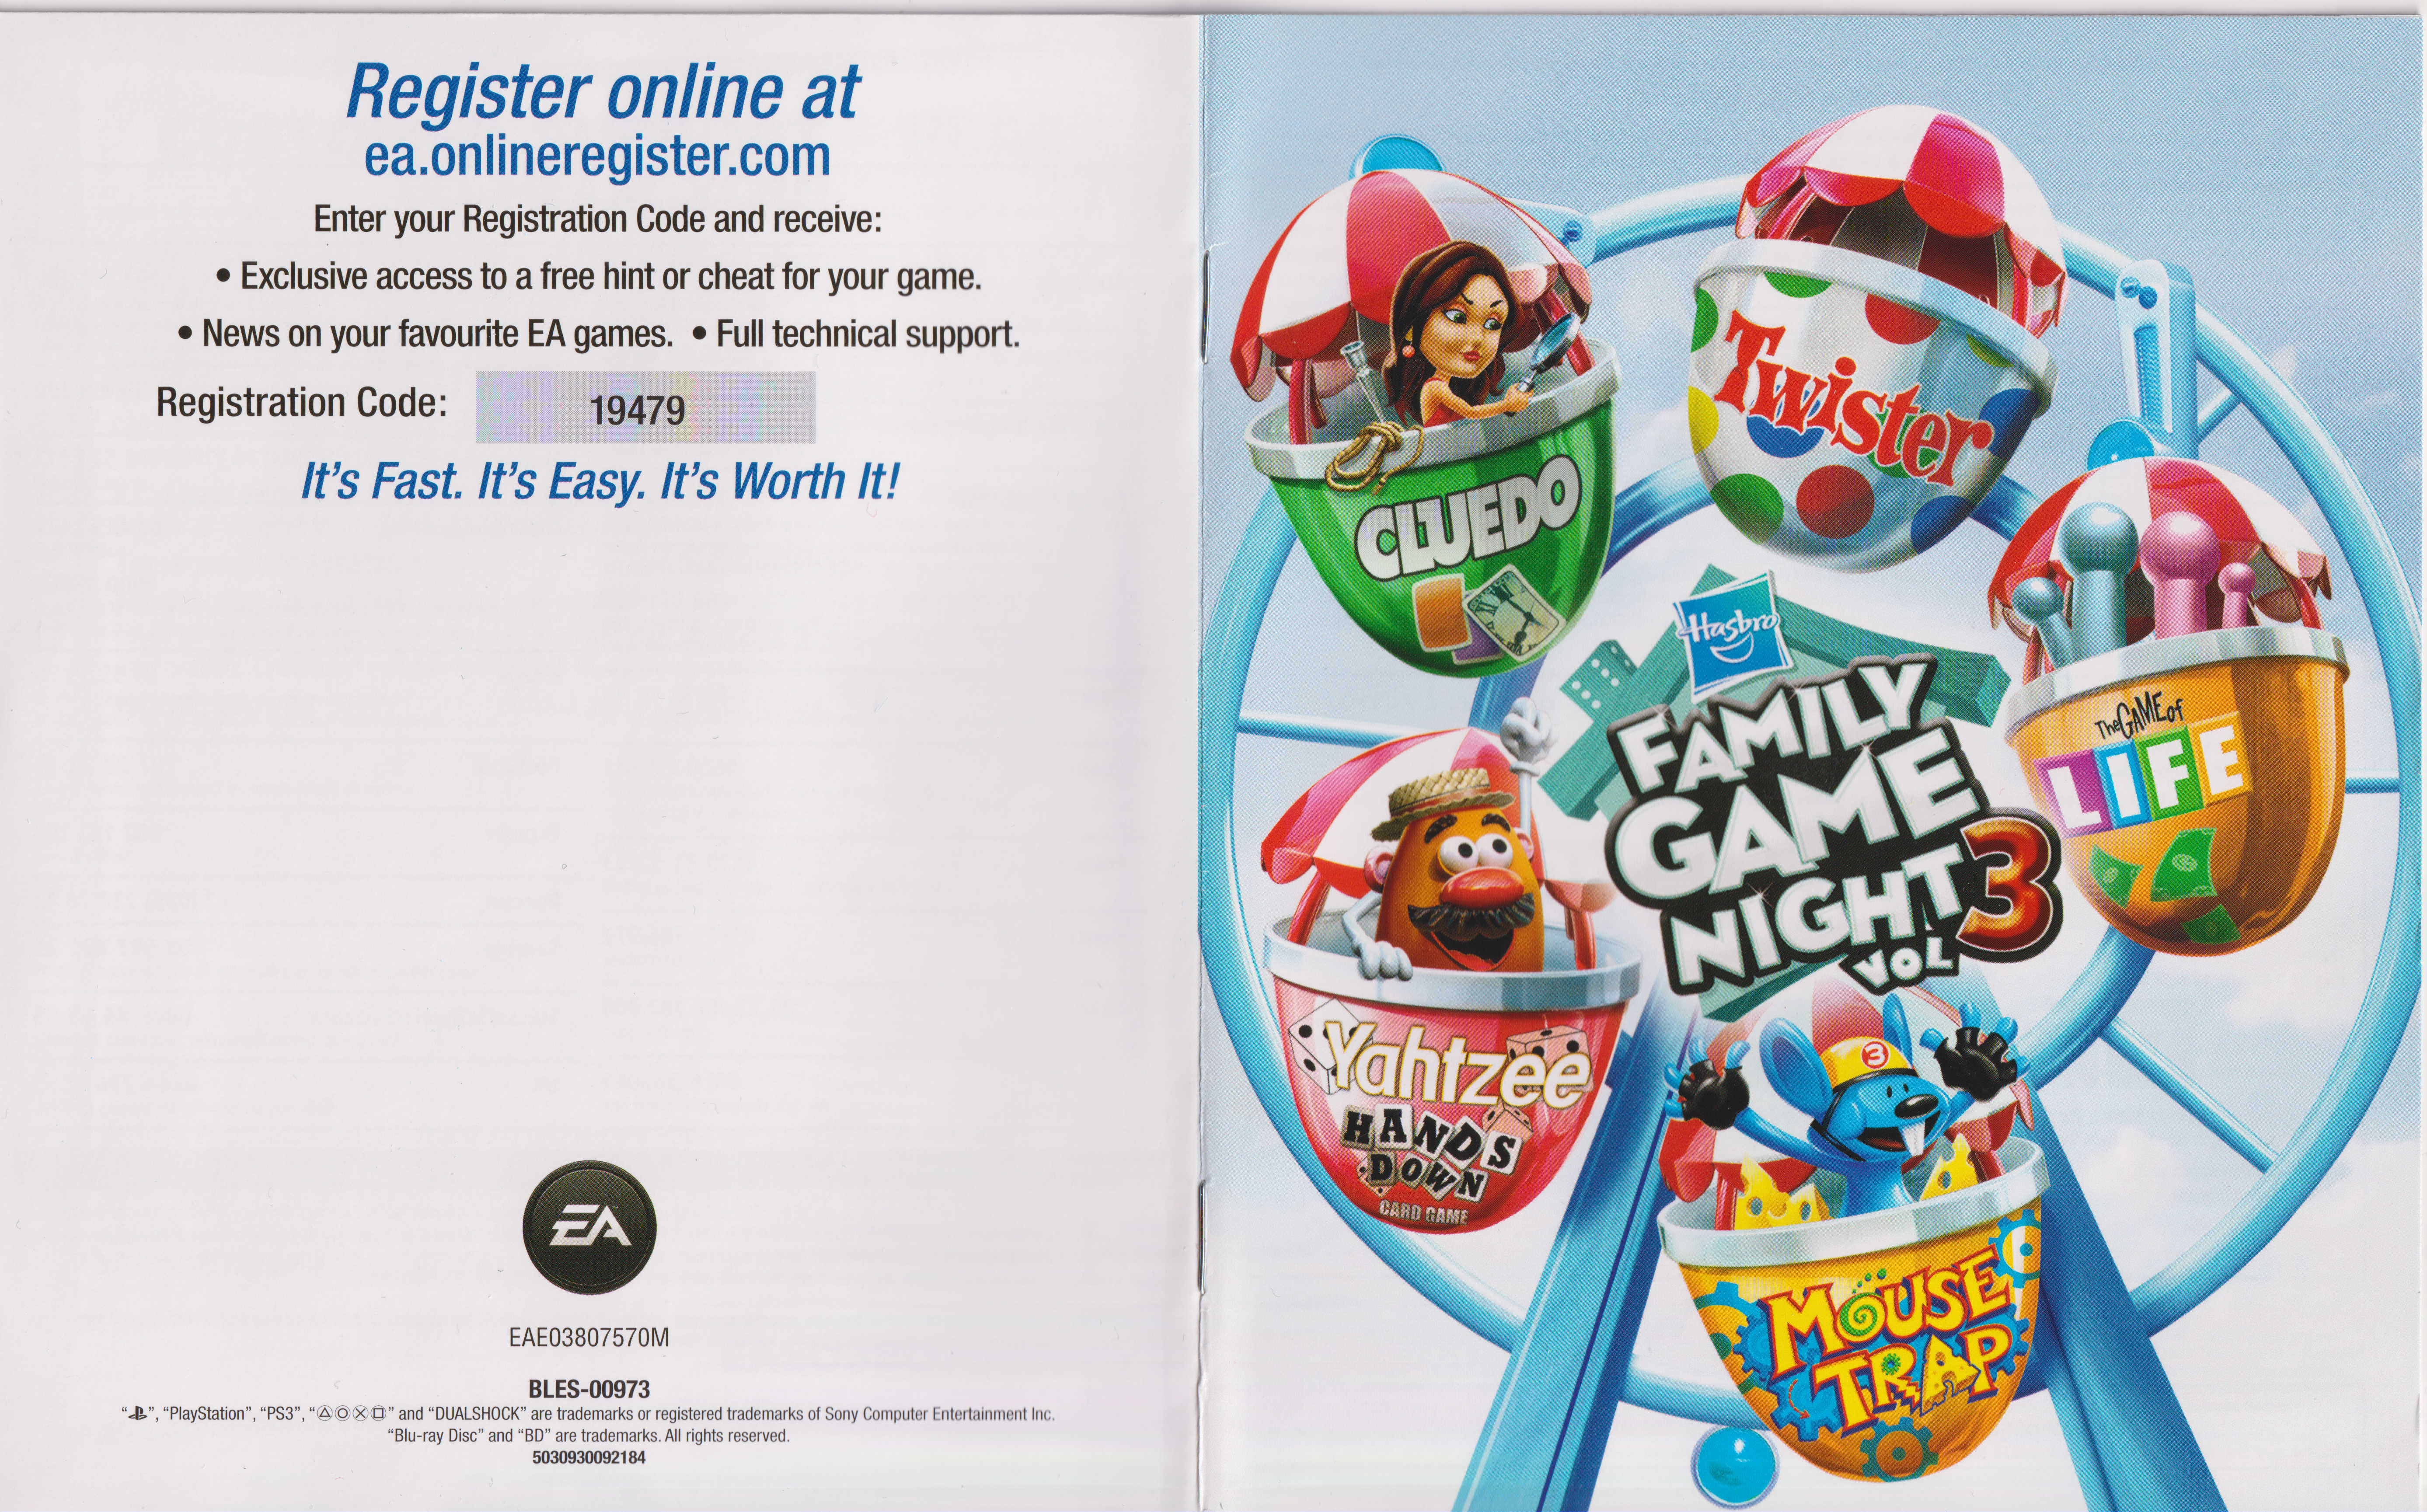 Register online at
ea.onlineregister.com
Enter your Registration Code and receive:
• Exclusive access to a free hint or cheat for your game.
• News on your favourite EA games. • Full technical support.
Registration Code: 19479
It's Fast. It's Easy. It's Worth It!
EA
EAE03807570M
BLES-00973
“PS”, “PlayStation”, “PS3”, “△○×□” and “DUALSHOCK” are trademarks or registered trademarks of Sony Computer Entertainment Inc.
“Blu-ray Disc” and “BD” are trademarks. All rights reserved.
5030930092184
Twister
CLUEDO
Hasbro
FAMILY
GAME
NIGHT 3
VOL
The GAME of
LIFE
Yahtzee
HANDS
DOWN
CARD GAME
3
MOUSE
TRAP